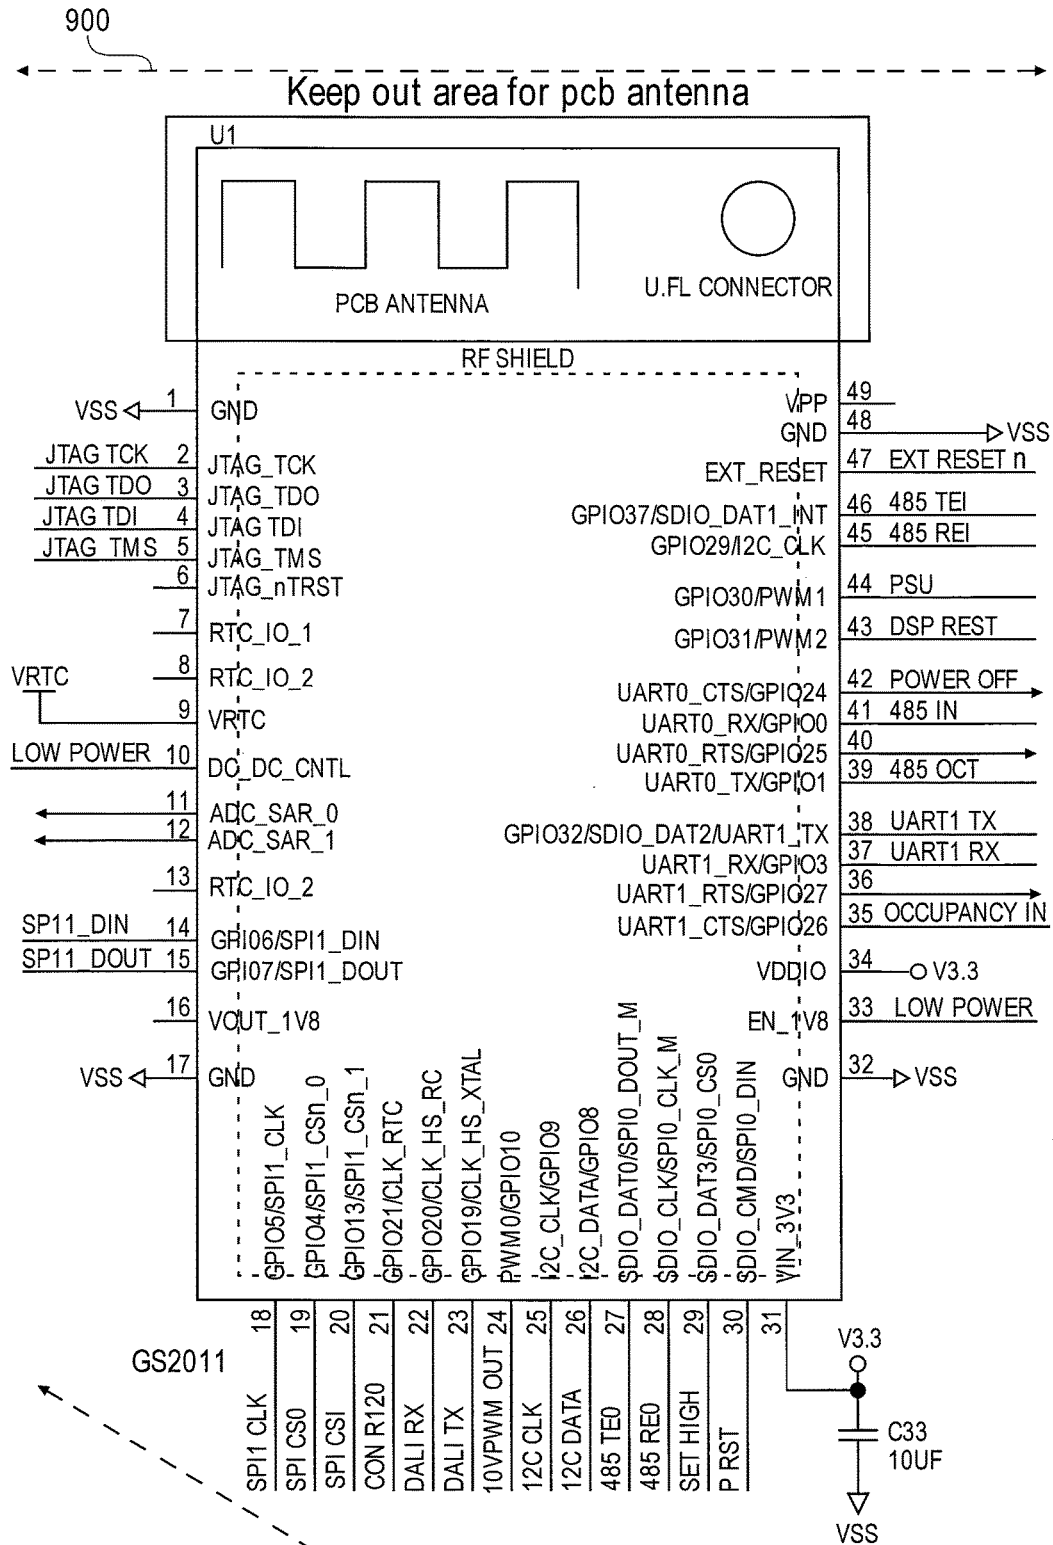 900
Keep out area for pcb antenna
U1
PCB ANTENNA
U.FL CONNECTOR
RF SHIELD
VSS 1 GND
JTAG TCK 2 JTAG_TCK
JTAG TDO 3 JTAG_TDO
JTAG TDI 4 JTAG TDI
JTAG TMS 5 JTAG_TMS
6 JTAG_nTRST
7 RTC_IO_1
8 RTC_IO_2
VRTC
9 VRTC
LOW POWER 10 DC_DC_CNTL
11 ADC_SAR_0
12 ADC_SAR_1
13 RTC_IO_2
SP11_DIN 14 GPI06/SPI1_DIN
SP11 DOUT 15 GPI07/SPI1_DOUT
16 VOUT_1V8
VSS 17 GND
VPP 49
GND 48 VSS
EXT_RESET 47 EXT RESET n
GPIO37/SDIO_DAT1_INT 46 485 TEI
GPIO29/I2C_CLK 45 485 REI
GPIO30/PWM1 44 PSU
GPIO31/PWM2 43 DSP REST
UART0_CTS/GPIO24 42 POWER OFF
UART0_RX/GPIO0 41 485 IN
UART0_RTS/GPIO25 40
UART0_TX/GPIO1 39 485 OCT
GPIO32/SDIO_DAT2/UART1_TX 38 UART1 TX
UART1_RX/GPIO3 37 UART1 RX
UART1_RTS/GPIO27 36
UART1_CTS/GPIO26 35 OCCUPANCY IN
VDDIO 34 V3.3
EN_1V8 33 LOW POWER
GND 32 VSS
GPIO5/SPI1_CLK 18 SPI1 CLK
GPIO4/SPI1_CSn_0 19 SPI CS0
GPIO13/SPI1_CSn_1 20 SPI CSI
GPIO21/CLK_RTC 21 CON R120
GPIO20/CLK_HS_RC 22 DALI RX
GPIO19/CLK_HS_XTAL 23 DALI TX
PWM0/GPIO10 24 10VPWM OUT
I2C_CLK/GPIO9 25 12C CLK
I2C_DATA/GPIO8 26 12C DATA
SDIO_DAT0/SPI0_DOUT_M 27 485 TE0
SDIO_CLK/SPI0_CLK_M 28 485 RE0
SDIO_DAT3/SPI0_CS0 29 SET HIGH
SDIO_CMD/SPI0_DIN 30 P RST
VIN_3V3 31
GS2011
V3.3
C33
10UF
VSS